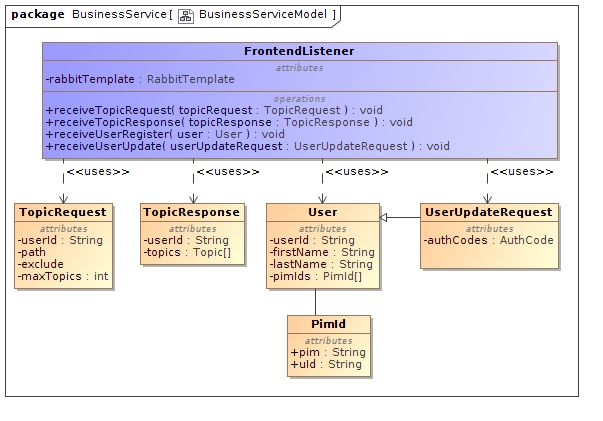 package BusinessService[ BusinessServiceModel ]
FrontendListener
attributes
-rabbitTemplate : RabbitTemplate
operations
+receiveTopicRequest( topicRequest : TopicRequest ) : void
+receiveTopicResponse( topicResponse : TopicResponse ) : void
+receiveUserRegister( user : User ) : void
+receiveUserUpdate( userUpdateRequest : UserUpdateRequest ) : void
<<uses>> <<uses>> <<uses>> <<uses>>
TopicRequest
attributes
-userId : String
-path
-exclude
-maxTopics : int
TopicResponse
attributes
-userId : String
-topics : Topic[]
User
attributes
-userId : String
-firstName : String
-lastName : String
-pimIds : PimId[]
UserUpdateRequest
attributes
-authCodes : AuthCode
PimId
attributes
+pim : String
+uId : String